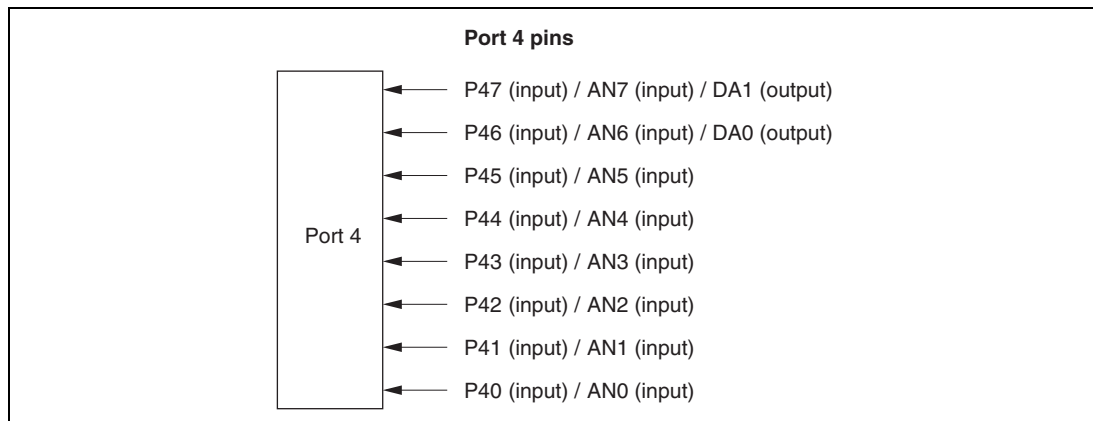 Port 4 pins
P47 (input) / AN7 (input) / DA1 (output)
P46 (input) / AN6 (input) / DA0 (output)
P45 (input) / AN5 (input)
P44 (input) / AN4 (input)
Port 4
P43 (input) / AN3 (input)
P42 (input) / AN2 (input)
P41 (input) / AN1 (input)
P40 (input) / AN0 (input)